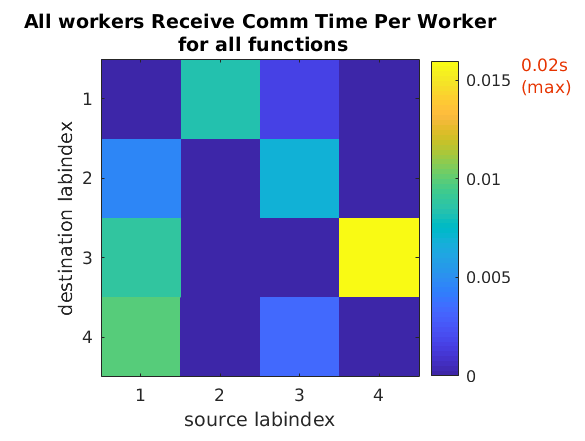 All workers Receive Comm Time Per Worker
for all functions
0.02s
(max)
0.015
0.01
0.005
0
destination labindex
1
2
3
4
1 2 3 4
source labindex